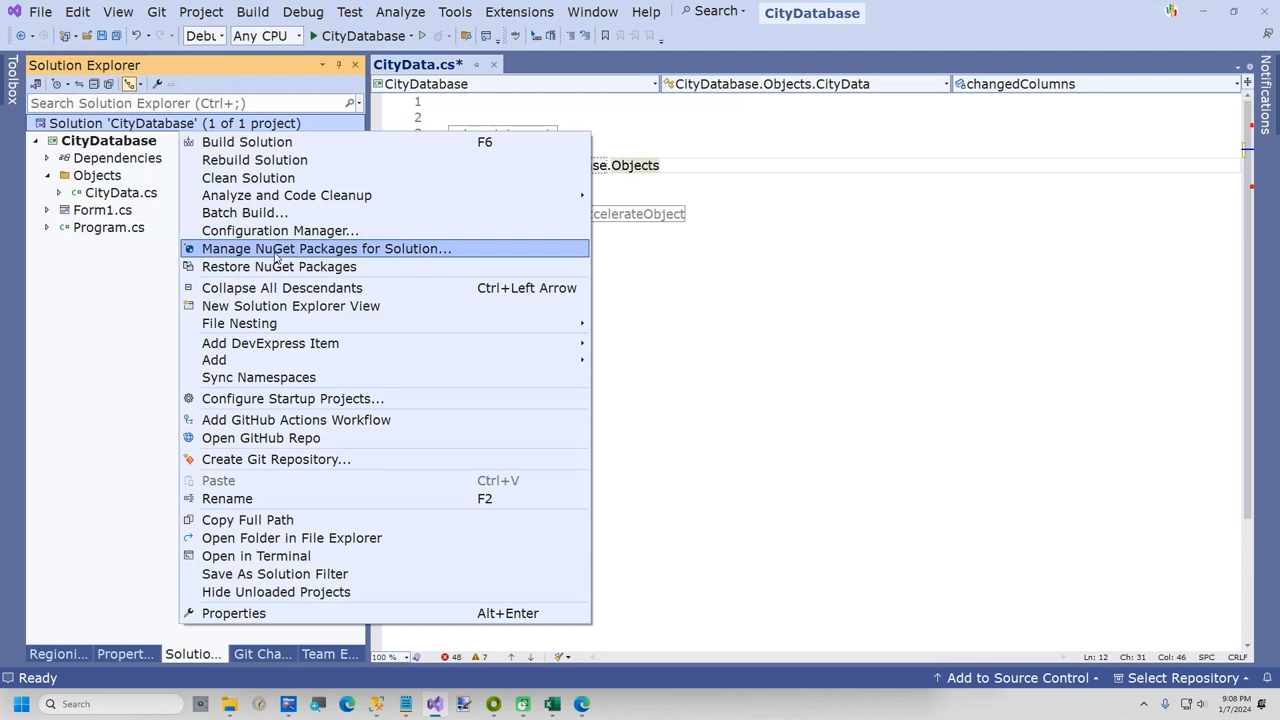 File Edit View Git Project Build Debug Test Analyze Tools Extensions Window Help Search CityDatabase
Debu Any CPU CityDatabase
Toolbox
Solution Explorer
CityData.cs*
Notifications
CityDatabase
CityDatabase.Objects.CityData
changedColumns
Search Solution Explorer (Ctrl+;)
Solution 'CityDatabase' (1 of 1 project)
CityDatabase
Dependencies
Objects
CityData.cs
Form1.cs
Program.cs
1
2
3
se.Objects
celerateObject
Build Solution F6
Rebuild Solution
Clean Solution
Analyze and Code Cleanup
Batch Build...
Configuration Manager...
Manage NuGet Packages for Solution...
Restore NuGet Packages
Collapse All Descendants Ctrl+Left Arrow
New Solution Explorer View
File Nesting
Add DevExpress Item
Add
Sync Namespaces
Configure Startup Projects...
Add GitHub Actions Workflow
Open GitHub Repo
Create Git Repository...
Paste Ctrl+V
Rename F2
Copy Full Path
Open Folder in File Explorer
Open in Terminal
Save As Solution Filter
Hide Unloaded Projects
Properties Alt+Enter
Regioni... Propert... Solutio... Git Cha... Team E...
100 % 48 7 Ln: 12 Ch: 31 Col: 46 SPC CRLF
Ready Add to Source Control Select Repository
Search
9:08 PM
1/7/2024